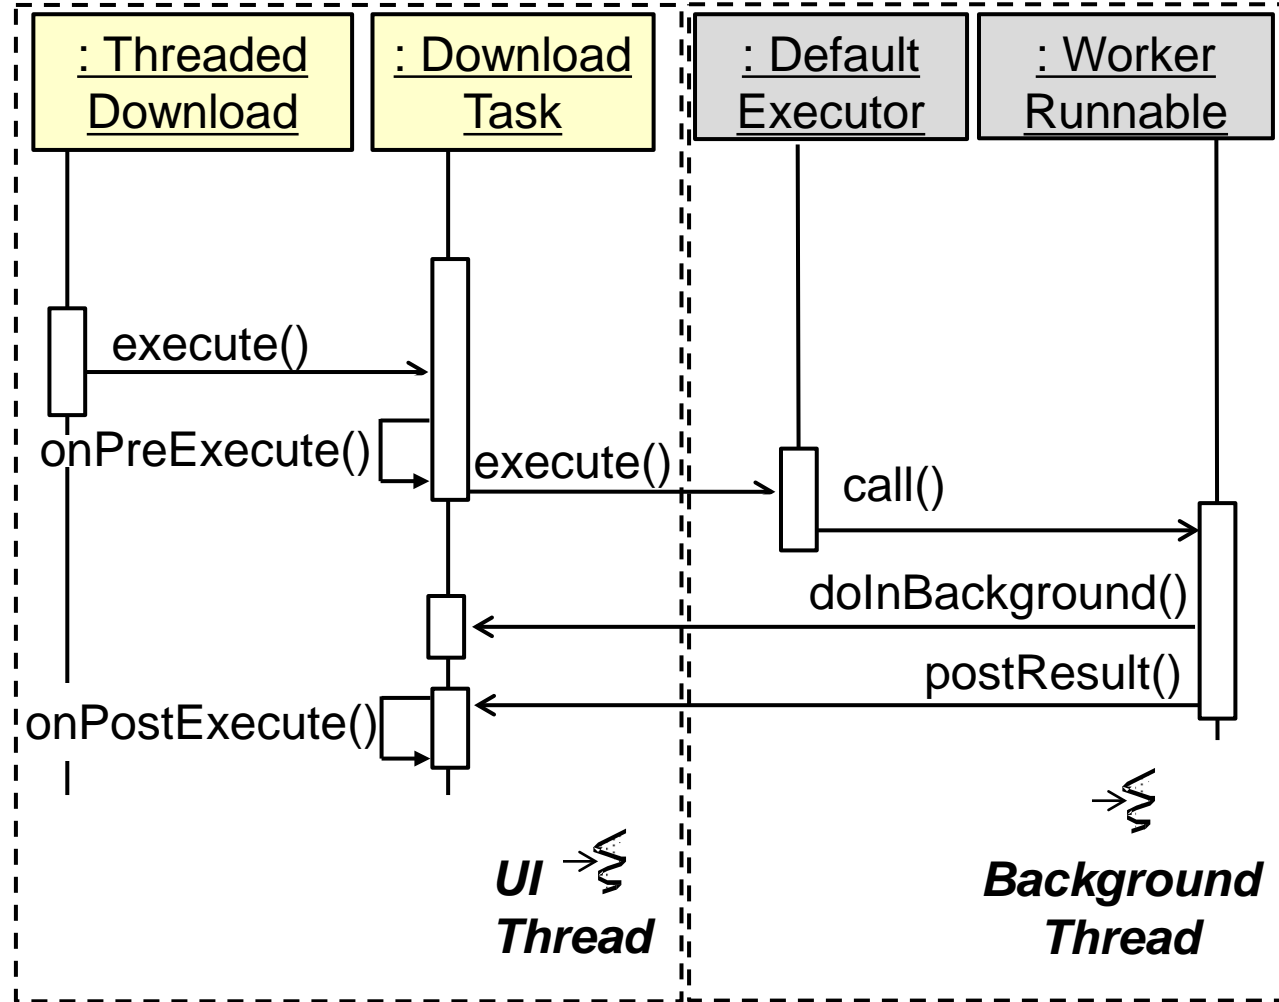 : Threaded
Download
: Download
Task
: Default
Executor
: Worker
Runnable
execute()
onPreExecute()
execute()
call()
doInBackground()
postResult()
onPostExecute()
UI
Thread
Background
Thread